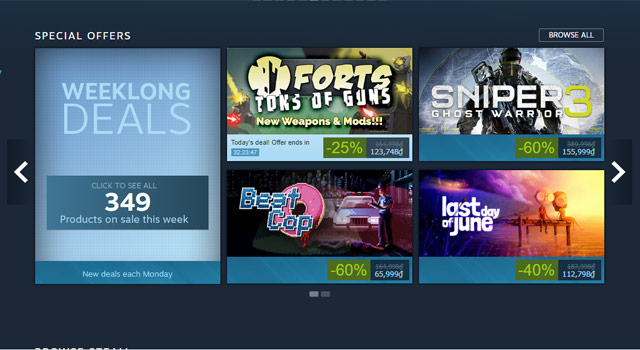 SPECIAL OFFERS
BROWSE ALL
WEEKLONG
DEALS
CLICK TO SEE ALL
349
Products on sale this week
New deals each Monday
FORTS
TONS OF GUNS
New Weapons & Mods!!!
Today's deal! Offer ends in
22:23:47
-25%
123,748₫
SNIPER
GHOST WARRIOR 3
-60%
389,998₫
155,999₫
Beat
Cop
-60%
164,998₫
65,999₫
last day
of june
-40%
187,998₫
112,798₫